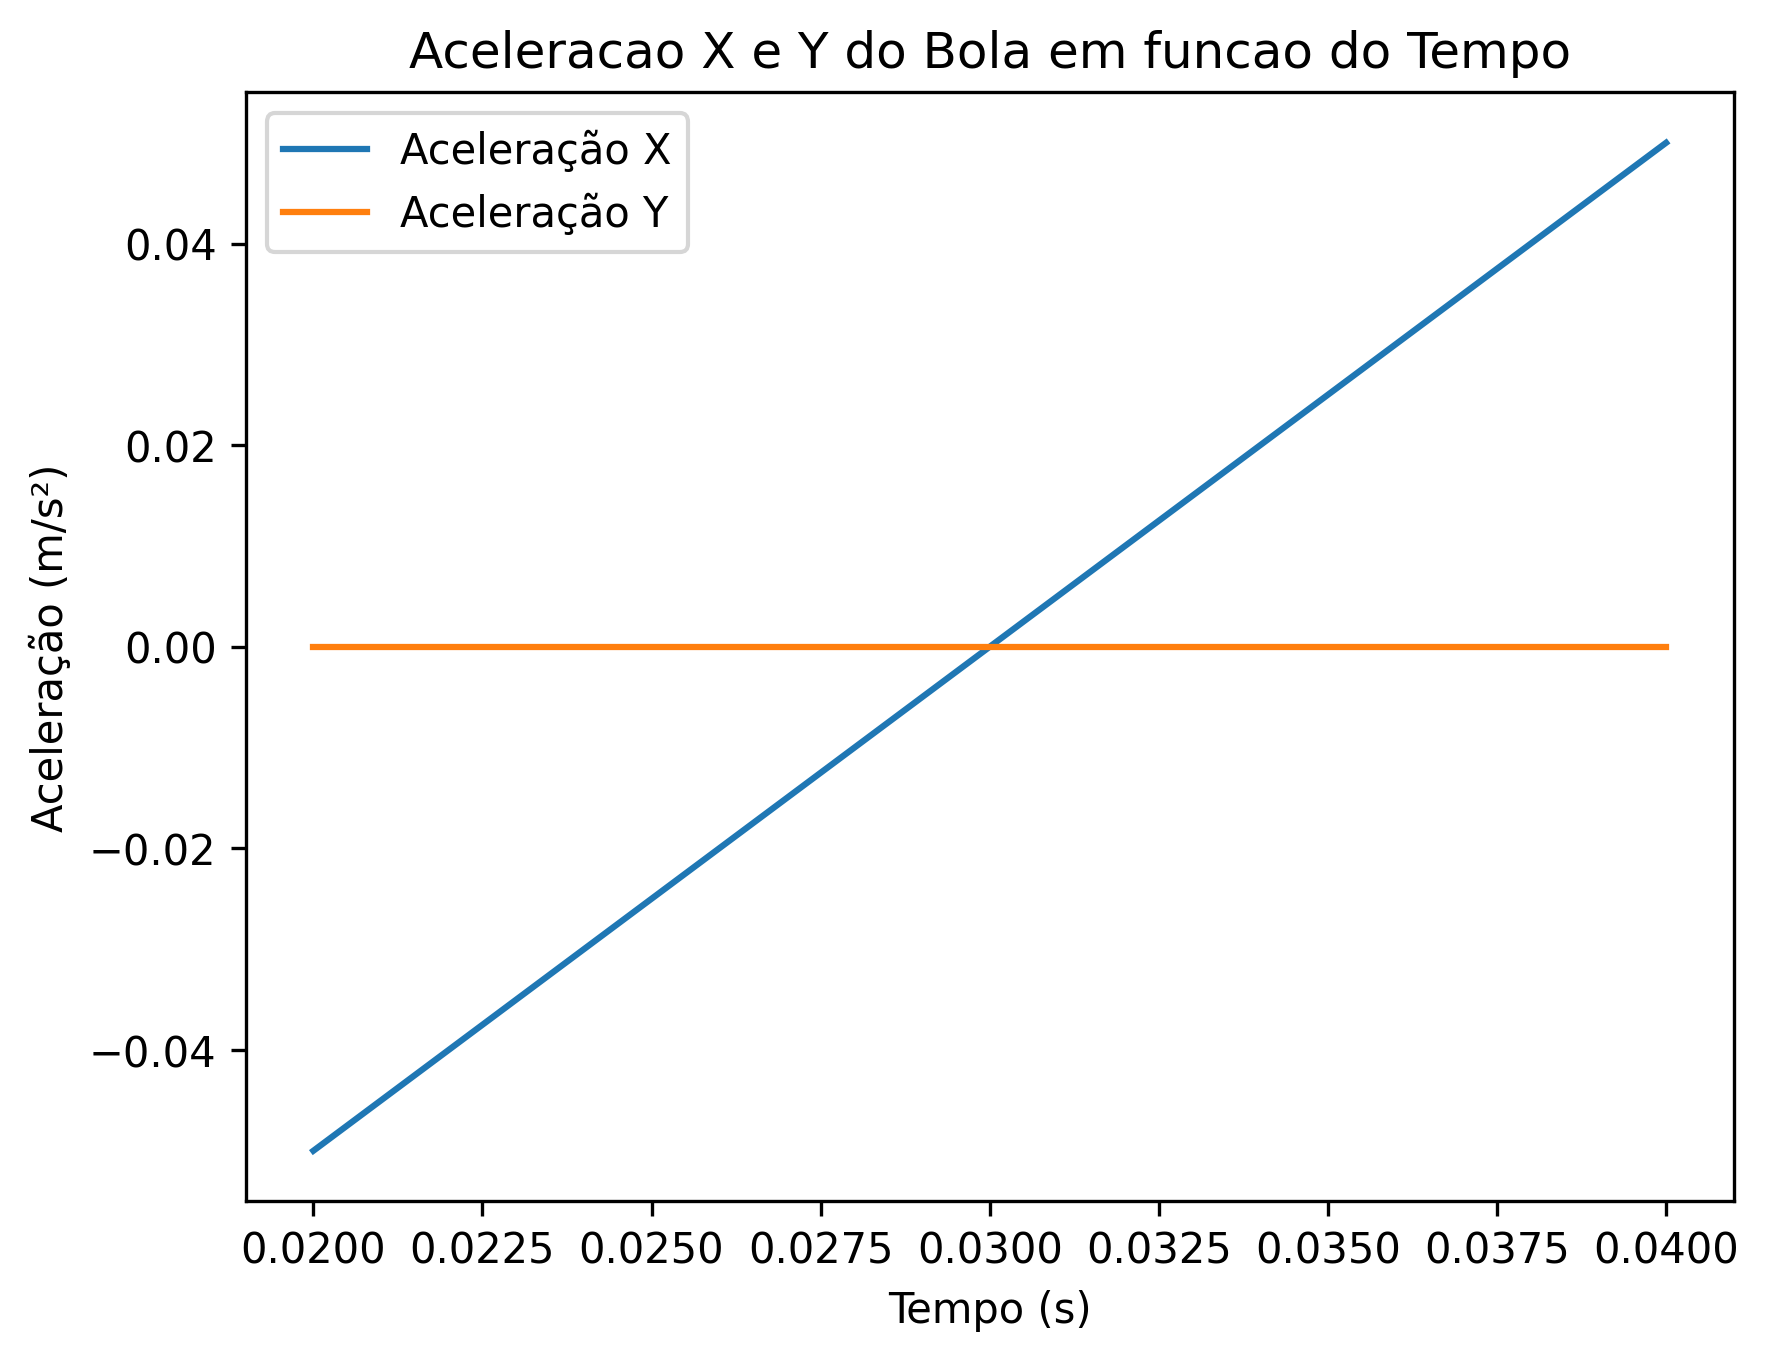 Aceleracao X e Y do Bola em funcao do Tempo
Aceleração X
Aceleração Y
Aceleração (m/s²)
0.04
0.02
0.00
−0.02
−0.04
0.0200 0.0225 0.0250 0.0275 0.0300 0.0325 0.0350 0.0375 0.0400
Tempo (s)